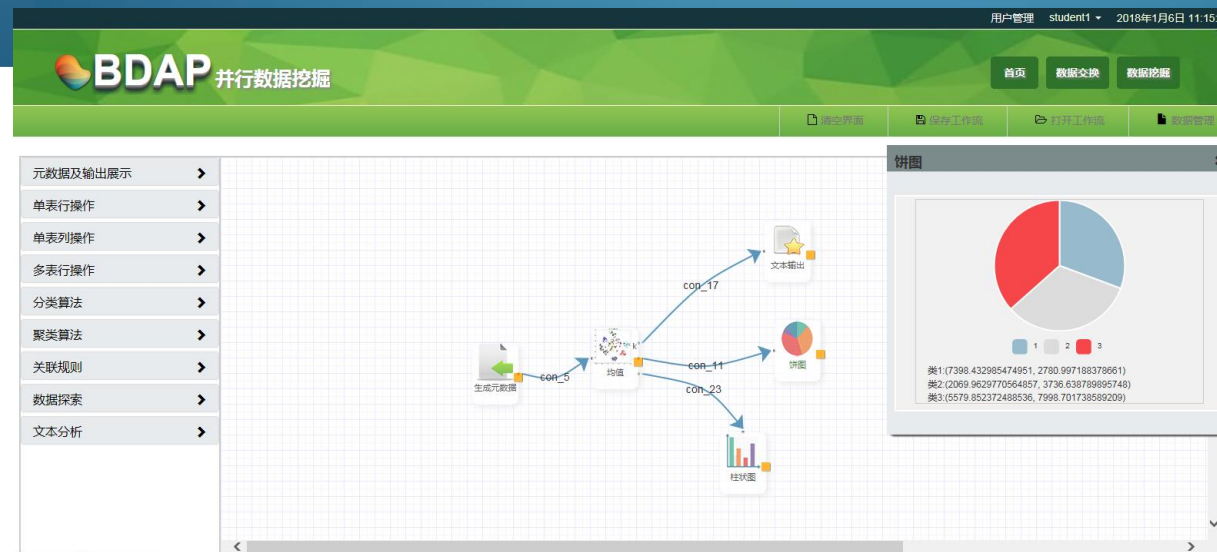 用户管理 student1 2018年1月6日 11:15:
BDAP 并行数据挖掘
首页 数据交换 数据挖掘
清空界面 保存工作流 打开工作流 数据管理
元数据及输出展示
单表行操作
单表列操作
多表行操作
分类算法
聚类算法
关联规则
数据探索
文本分析
文本输出
con_17
k
生成元数据
con_5
均值
con_11
饼图
con_23
柱状图
饼图
1 2 3
类1:(7398.432985474951, 2780.997188378661)
类2:(2069.9629770564857, 3736.638789895748)
类3:(5579.852372488536, 7998.701738589209)